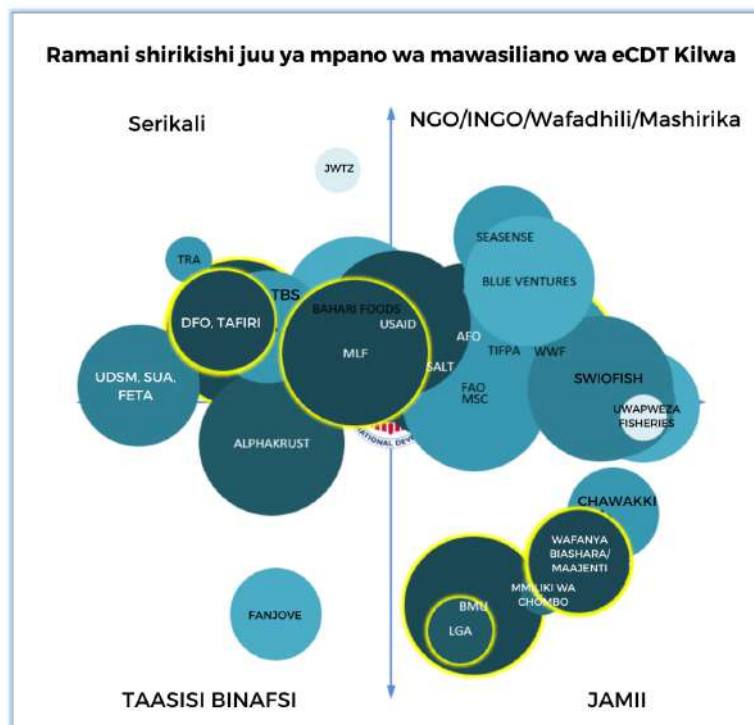 Ramani shirikishi juu ya mpano wa mawasiliano wa eCDT Kilwa
Serikali
NGO/INGO/Wafadhili/Mashirika
JWTZ
SEASENSE
TRA
BLUE VENTURES
TBS
BAHARI FOODS
DFO, TAFIRI
USAID
AFO
MLF
TIFPA
WWF
SALT
UDSM, SUA,
FETA
SWIOFISH
FAO
MSC
UWAPWEZA
FISHERIES
ALPHAKRUST
NATIONAL DEVE
CHAWAKKI
WAFANYA
BIASHARA/
MAAJENTI
MMILIKI WA
CHOMBO
BMU
FANJOVE
LGA
TAASISI BINAFSI
JAMII